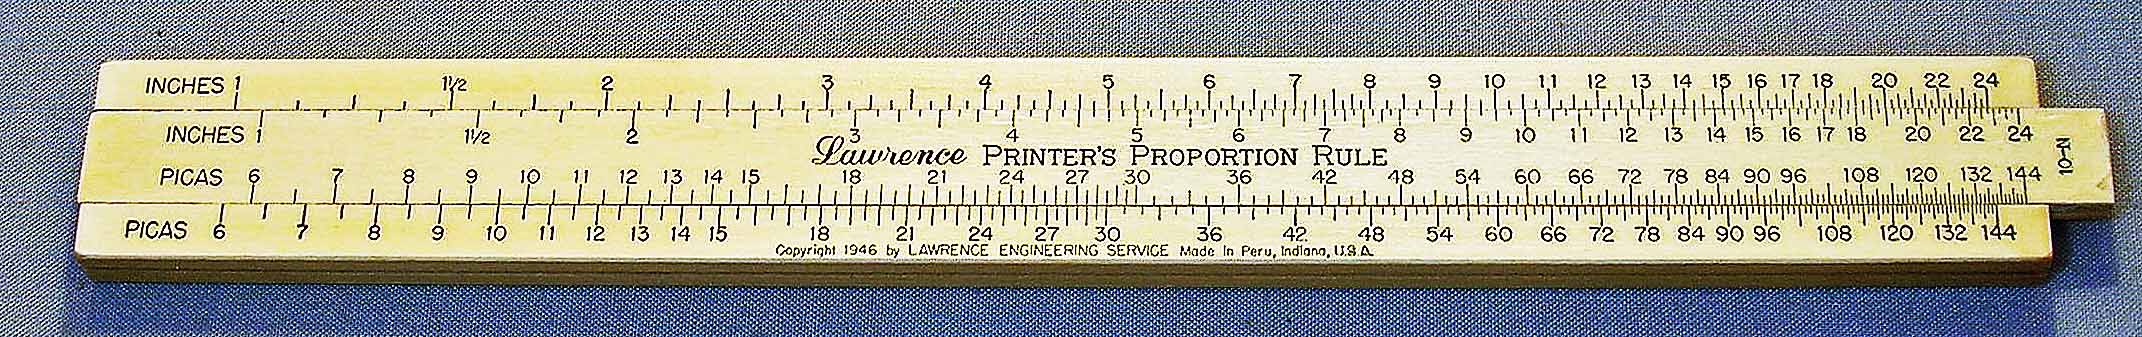 INCHES 1 1½ 2 3 4 5 6 7 8 9 10 11 12 13 14 15 16 17 18 20 22 24
INCHES 1 1½ 2 3 4 5 6 7 8 9 10 11 12 13 14 15 16 17 18 20 22 24
Lawrence PRINTER'S PROPORTION RULE
10-N
PICAS 6 7 8 9 10 11 12 13 14 15 18 21 24 27 30 36 42 48 54 60 66 72 78 84 90 96 108 120 132 144
PICAS 6 7 8 9 10 11 12 13 14 15 18 21 24 27 30 36 42 48 54 60 66 72 78 84 90 96 108 120 132 144
Copyright 1946 by LAWRENCE ENGINEERING SERVICE Made In Peru, Indiana, U.S.A.